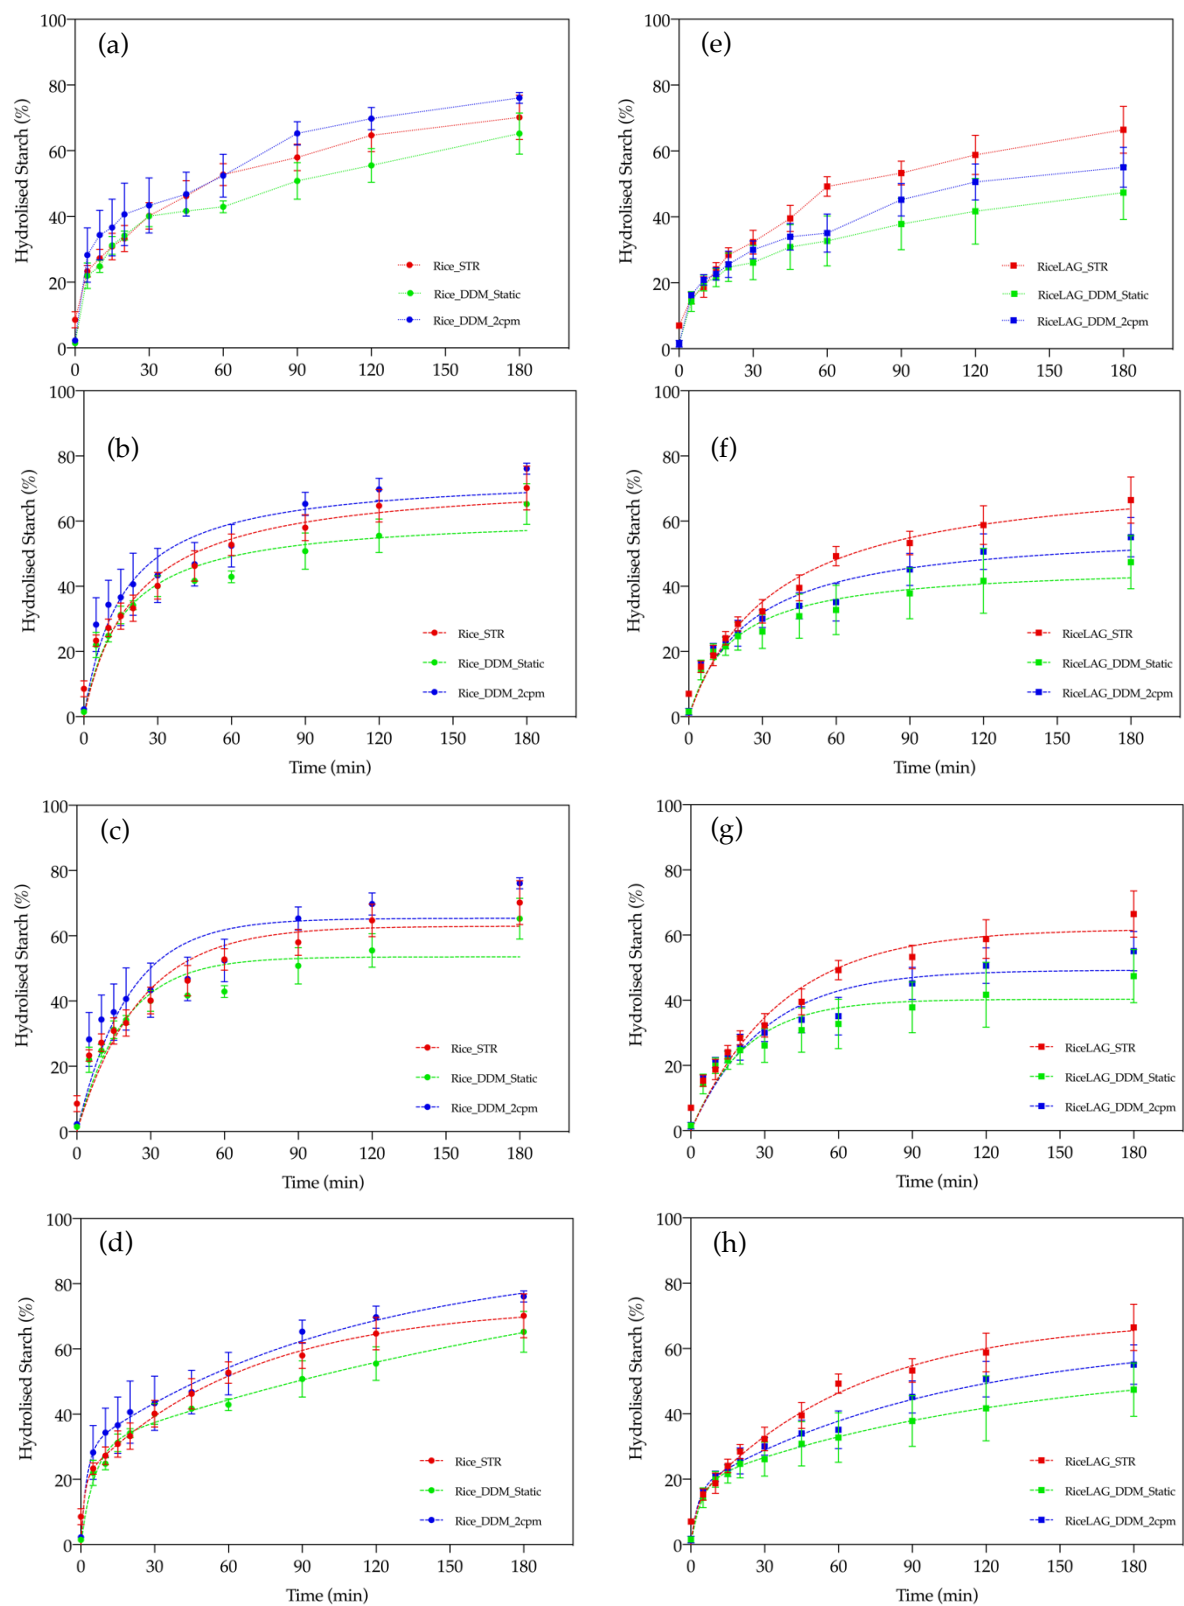 (a)
Hydrolised Starch (%)
100
80
60
40
20
0
Rice_STR
Rice_DDM_Static
Rice_DDM_2cpm
0 30 60 90 120 150 180
(e)
Hydrolised Starch (%)
100
80
60
40
20
0
RiceLAG_STR
RiceLAG_DDM_Static
RiceLAG_DDM_2cpm
0 30 60 90 120 150 180
(b)
Hydrolised Starch (%)
100
80
60
40
20
0
Rice_STR
Rice_DDM_Static
Rice_DDM_2cpm
0 30 60 90 120 150 180
Time (min)
(f)
Hydrolised Starch (%)
100
80
60
40
20
0
RiceLAG_STR
RiceLAG_DDM_Static
RiceLAG_DDM_2cpm
0 30 60 90 120 150 180
Time (min)
(c)
Hydrolised Starch (%)
100
80
60
40
20
0
Rice_STR
Rice_DDM_Static
Rice_DDM_2cpm
0 30 60 90 120 150 180
Time (min)
(g)
Hydrolised Starch (%)
100
80
60
40
20
0
RiceLAG_STR
RiceLAG_DDM_Static
RiceLAG_DDM_2cpm
0 30 60 90 120 150 180
Time (min)
(d)
Hydrolised Starch (%)
100
80
60
40
20
0
Rice_STR
Rice_DDM_Static
Rice_DDM_2cpm
0 30 60 90 120 150 180
Time (min)
(h)
Hydrolised Starch (%)
100
80
60
40
20
0
RiceLAG_STR
RiceLAG_DDM_Static
RiceLAG_DDM_2cpm
0 30 60 90 120 150 180
Time (min)